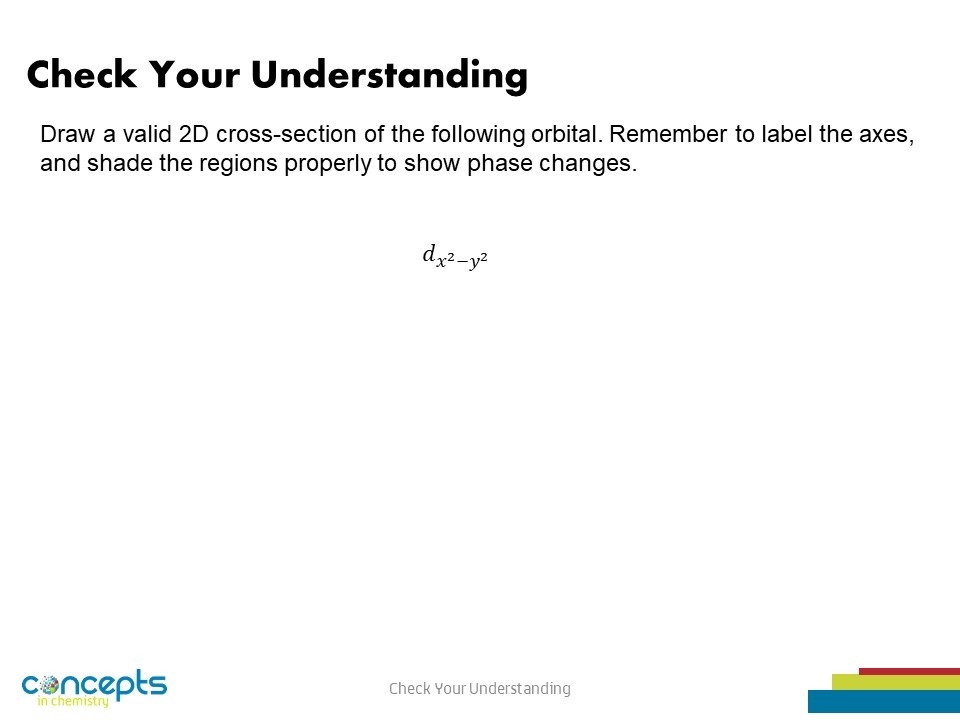 Check Your Understanding
Draw a valid 2D cross-section of the following orbital. Remember to label the axes,
and shade the regions properly to show phase changes.
$d_{x^2-y^2}$
concepts
in chemistry
Check Your Understanding